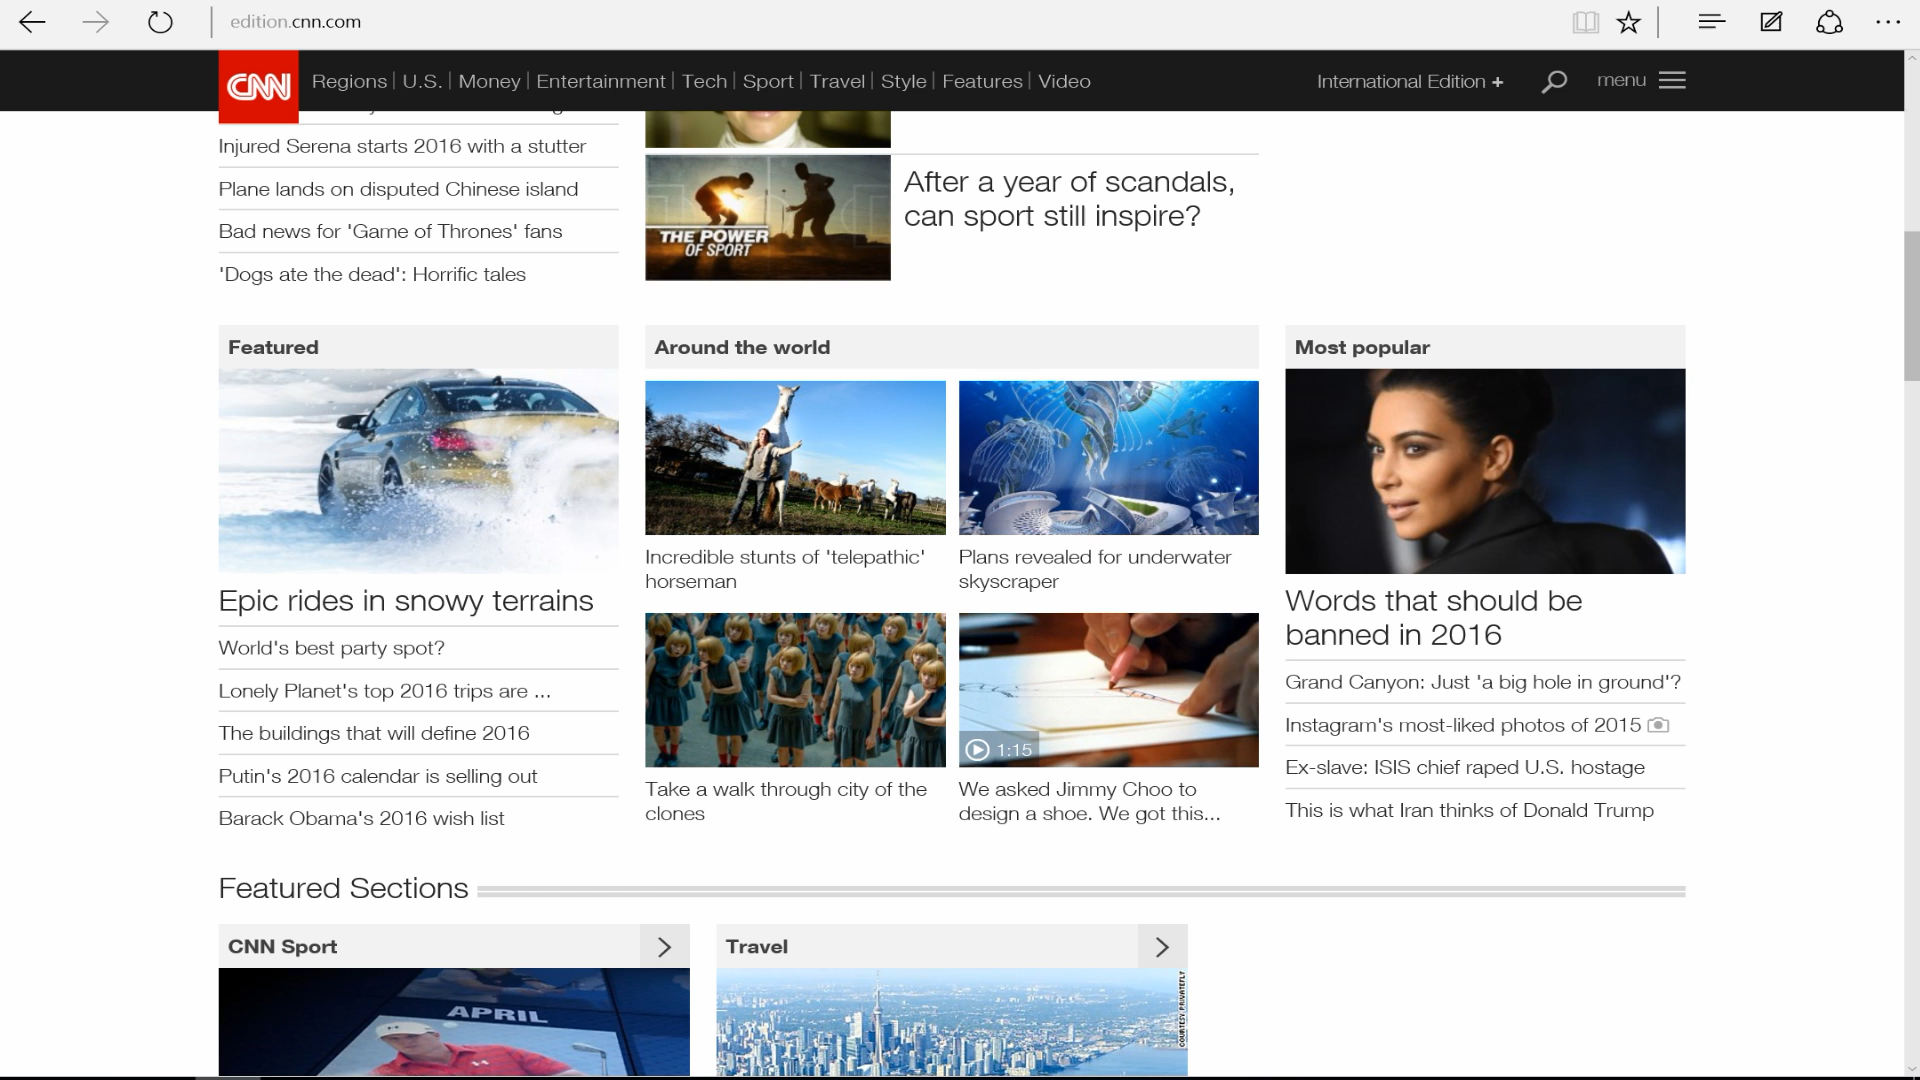 edition.cnn.com
CNN
Regions
U.S.
Money
Entertainment
Tech
Sport
Travel
Style
Features
Video
International Edition +
menu
Injured Serena starts 2016 with a stutter
Plane lands on disputed Chinese island
Bad news for 'Game of Thrones' fans
'Dogs ate the dead': Horrific tales
THE POWER
OF SPORT
After a year of scandals,
can sport still inspire?
Featured
Epic rides in snowy terrains
World's best party spot?
Lonely Planet's top 2016 trips are ...
The buildings that will define 2016
Putin's 2016 calendar is selling out
Barack Obama's 2016 wish list
Around the world
Incredible stunts of 'telepathic'
horseman
Plans revealed for underwater
skyscraper
Take a walk through city of the
clones
1:15
We asked Jimmy Choo to
design a shoe. We got this...
Most popular
Words that should be
banned in 2016
Grand Canyon: Just 'a big hole in ground'?
Instagram's most-liked photos of 2015
Ex-slave: ISIS chief raped U.S. hostage
This is what Iran thinks of Donald Trump
Featured Sections
CNN Sport
APRIL
Travel
COURTESY PRIVATEFLY